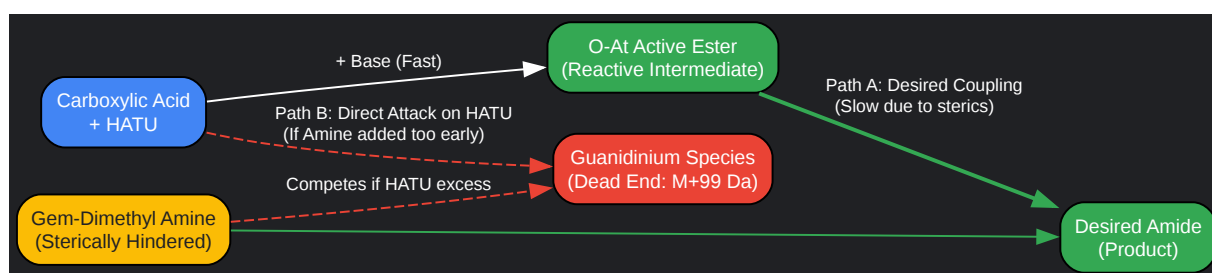 O-At Active Ester
(Reactive Intermediate)
+ Base (Fast)
Carboxylic Acid
+ HATU
Path A: Desired Coupling
(Slow due to sterics)
Path B: Direct Attack on HATU
(If Amine added too early)
Guanidinium Species
(Dead End: M+99 Da)
Competes if HATU excess
Gem-Dimethyl Amine
(Sterically Hindered)
Desired Amide
(Product)